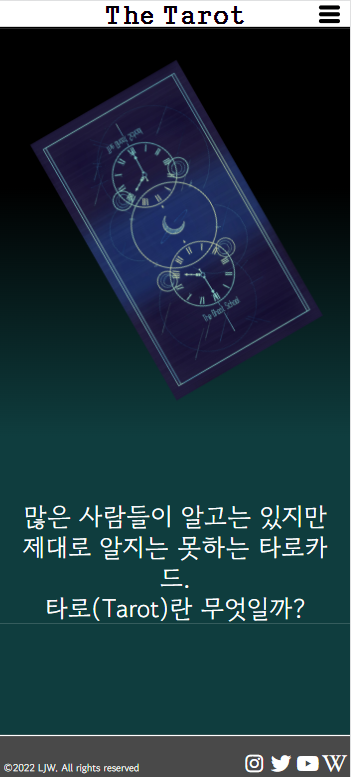 The Tarot
많은 사람들이 알고는 있지만
제대로 알지는 못하는 타로카
드.
타로(Tarot)란 무엇일까?
©2022 LJW. All rights reserved
W